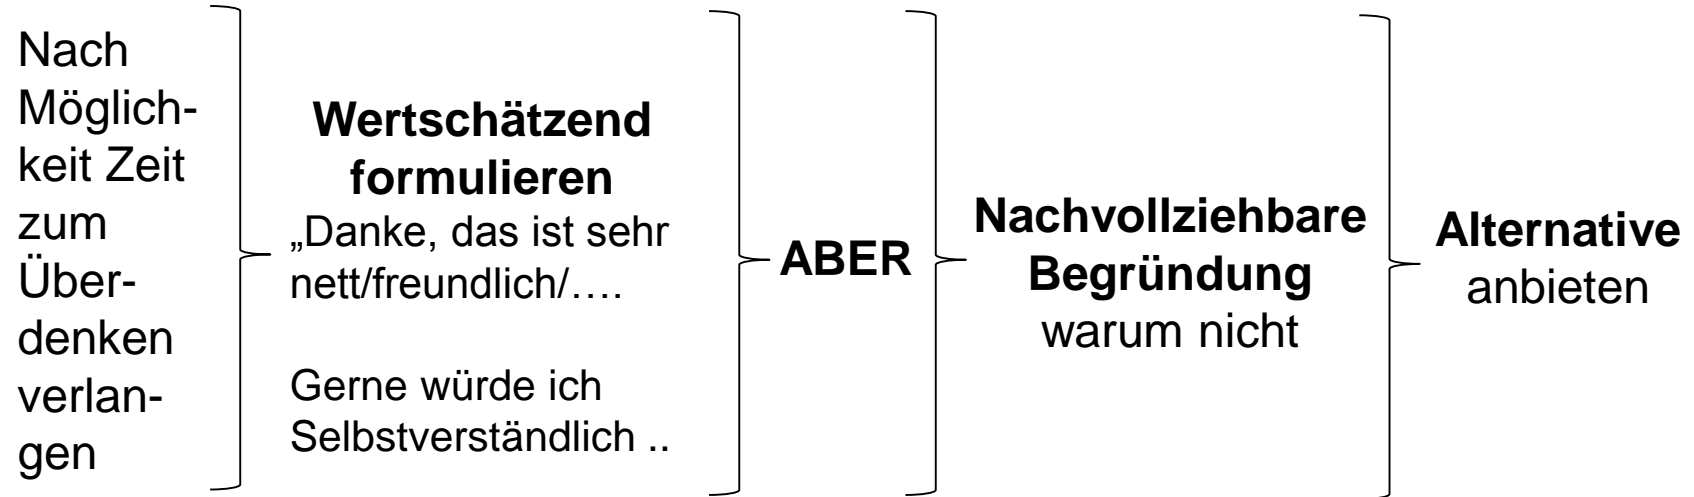 Nach
Möglich-
keit Zeit
zum
Über-
denken
verlan-
gen
Wertschätzend
formulieren
„Danke, das ist sehr
nett/freundlich/….
Gerne würde ich
Selbstverständlich ..
ABER
Nachvollziehbare
Begründung
warum nicht
Alternative
anbieten